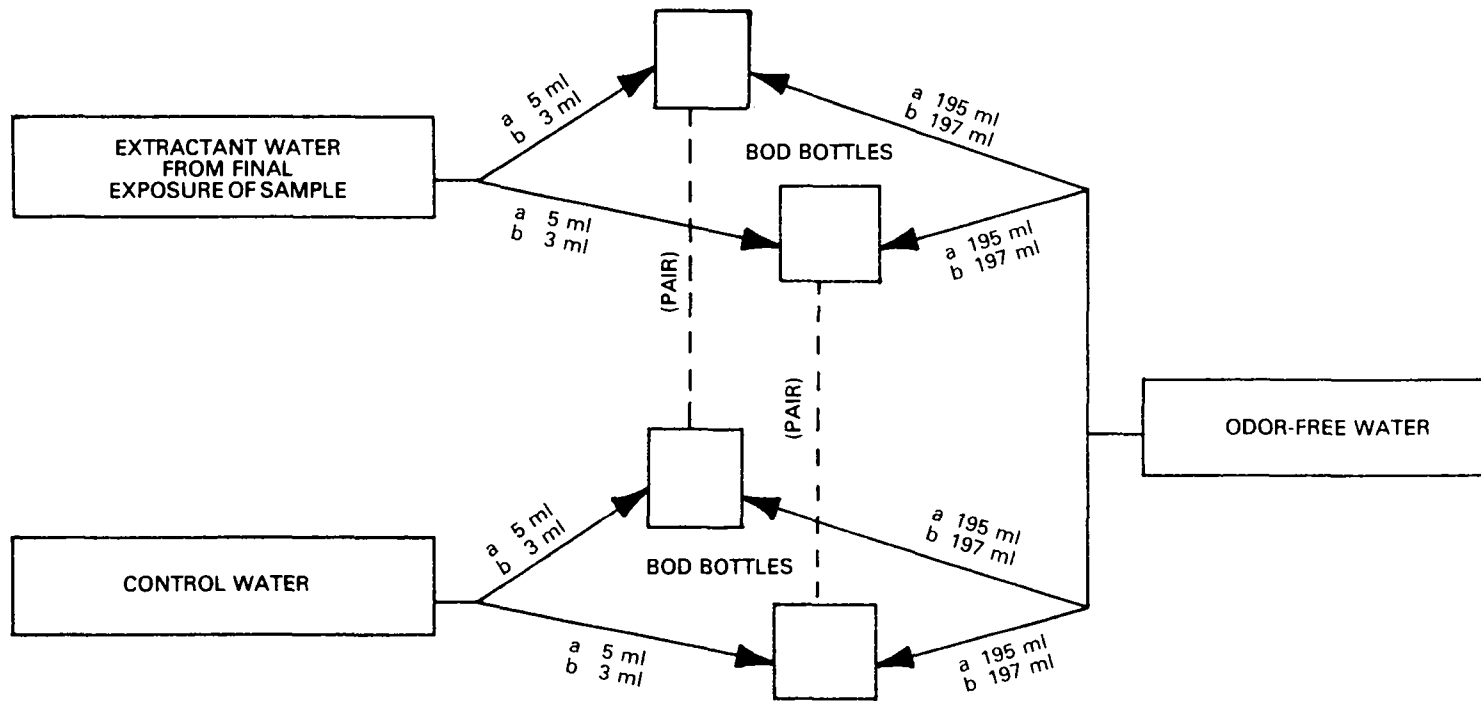 a 5 ml
b 3 ml
a 195 ml
b 197 ml
EXTRACTANT WATER
FROM FINAL
EXPOSURE OF SAMPLE
BOD BOTTLES
a 5 ml
b 3 ml
a 195 ml
b 197 ml
(PAIR)
(PAIR)
ODOR-FREE WATER
a 5 ml
b 3 ml
a 195 ml
b 197 ml
CONTROL WATER
BOD BOTTLES
a 5 ml
b 3 ml
a 195 ml
b 197 ml